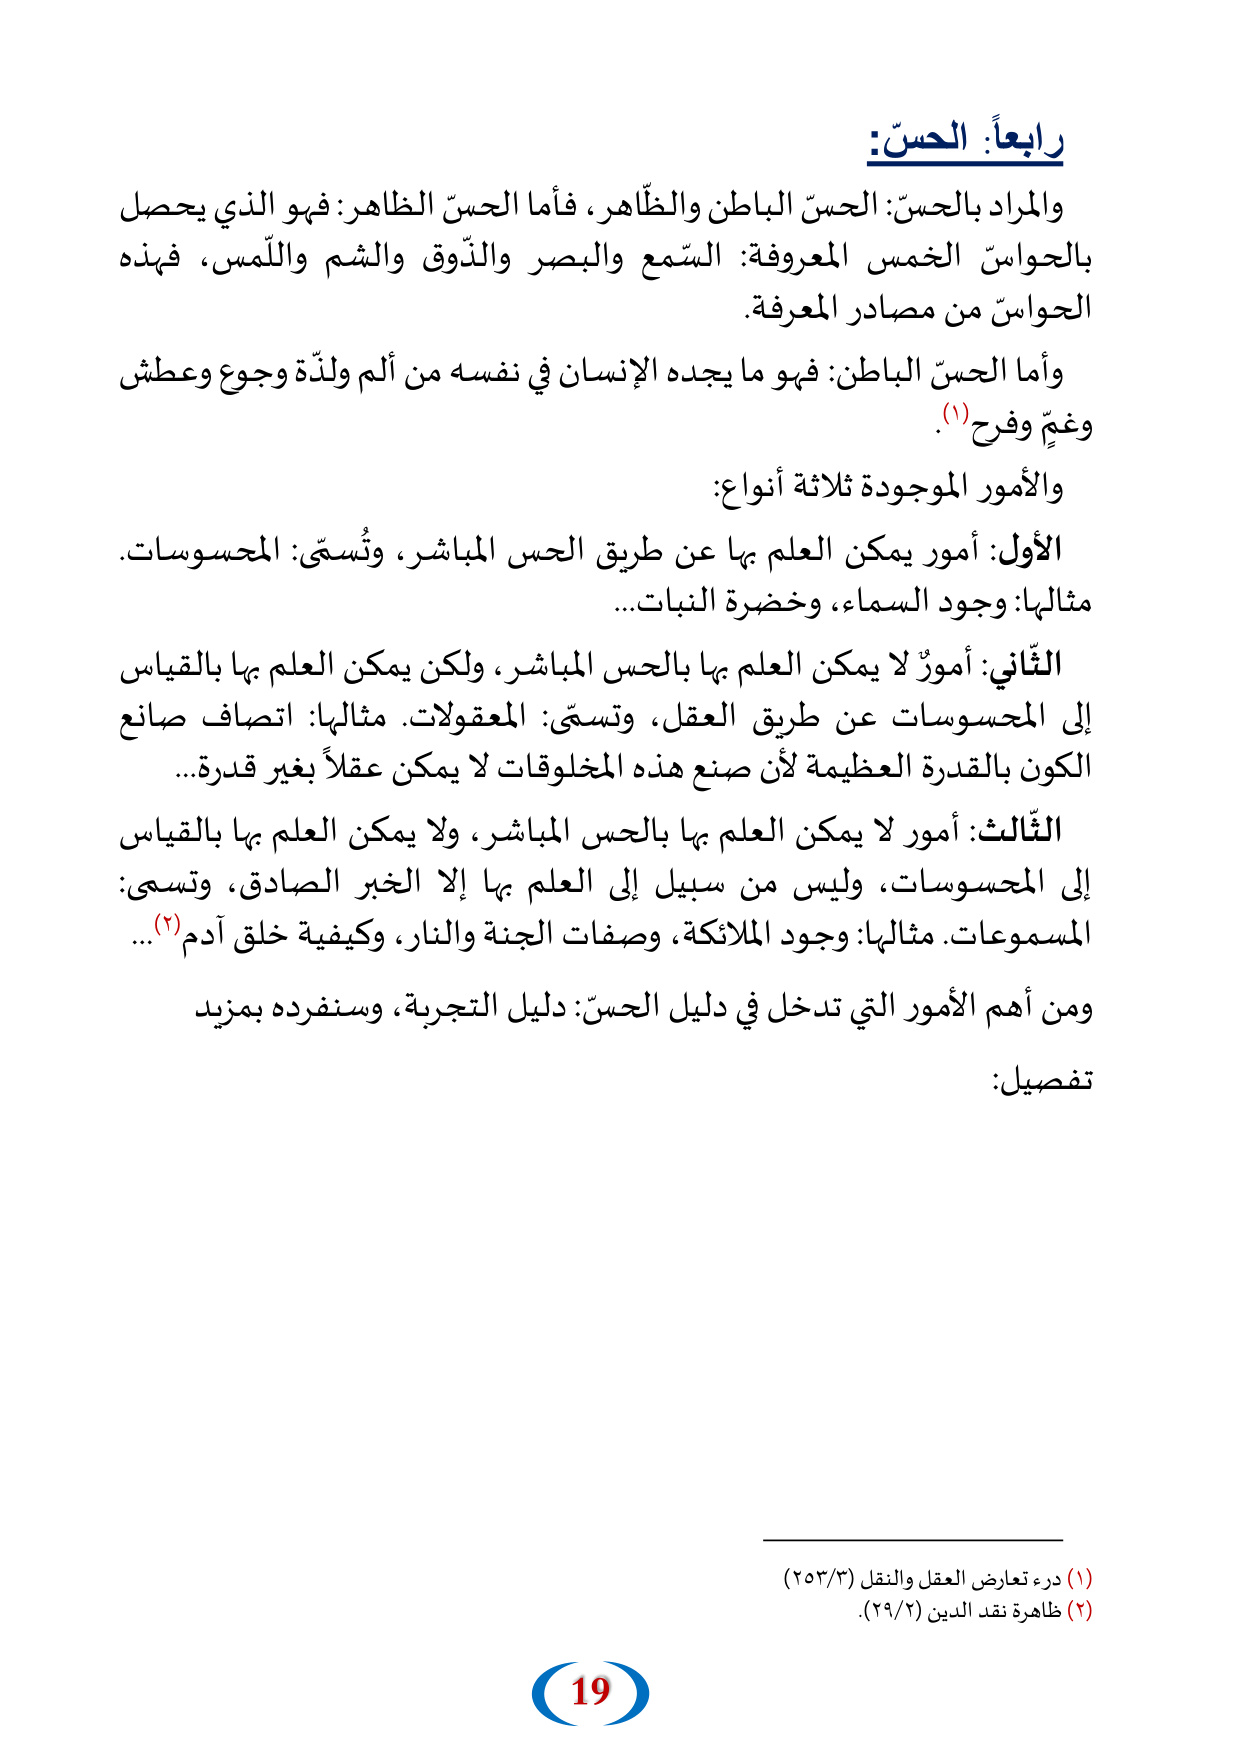 رابعاً: الحسّ:
والمراد بالحسّ: الحسّ الباطن والظّاهر، فأما الحسّ الظاهر: فهو الذي يحصل
بالحواسّ الخمس المعروفة: السّمع والبصر والذّوق والشم واللّمس، فهذه
الحواسّ من مصادر المعرفة.
وأما الحسّ الباطن: فهو ما يجده الإنسان في نفسه من ألم ولذّة وجوع وعطش
وغمٍّ وفرح(١).
والأمور الموجودة ثلاثة أنواع:
الأول: أمور يمكن العلم بها عن طريق الحس المباشر، وتُسمّى: المحسوسات.
مثالها: وجود السماء، وخضرة النبات...
الثّاني: أمورٌ لا يمكن العلم بها بالحس المباشر، ولكن يمكن العلم بها بالقياس
إلى المحسوسات عن طريق العقل، وتسمّى: المعقولات. مثالها: اتصاف صانع
الكون بالقدرة العظيمة لأن صنع هذه المخلوقات لا يمكن عقلاً بغير قدرة...
الثّالث: أمور لا يمكن العلم بها بالحس المباشر، ولا يمكن العلم بها بالقياس
إلى المحسوسات، وليس من سبيل إلى العلم بها إلا الخبر الصادق، وتسمى:
المسموعات. مثالها: وجود الملائكة، وصفات الجنة والنار، وكيفية خلق آدم(٢)...
ومن أهم الأمور التي تدخل في دليل الحسّ: دليل التجربة، وسنفرده بمزيد
تفصيل:
(١) درء تعارض العقل والنقل (٢٥٣/٣)
(٢) ظاهرة نقد الدين (٢٩/٢).
19